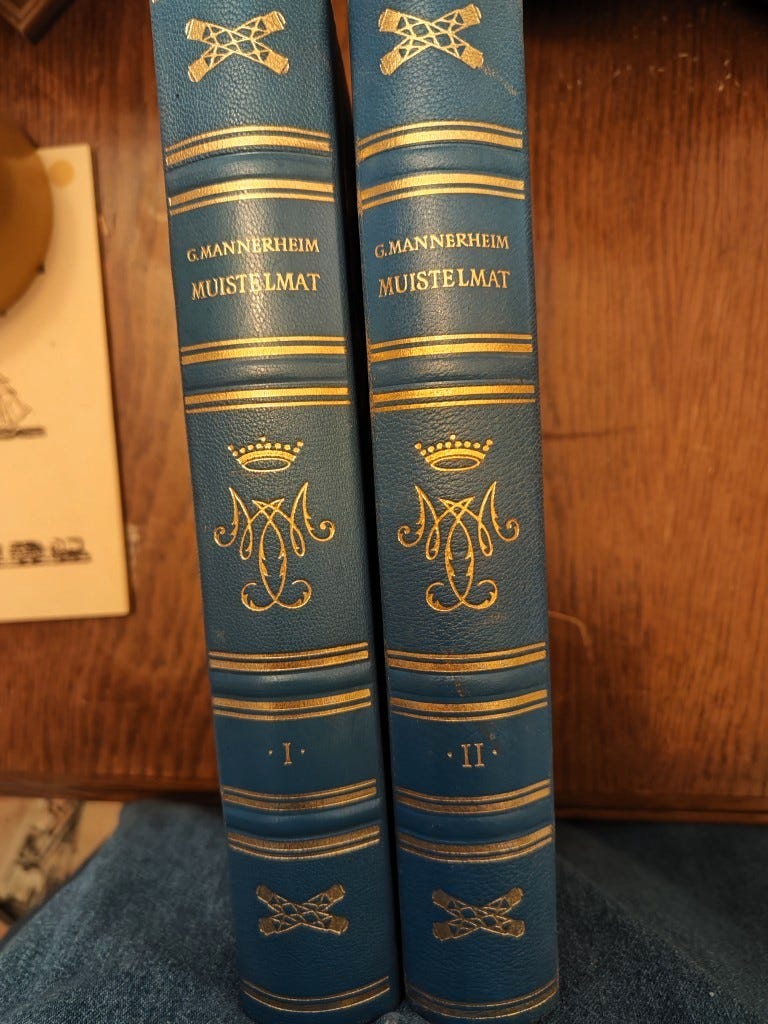 G. MANNERHEIM
MUISTELMAT
· I ·
G. MANNERHEIM
MUISTELMAT
· II ·